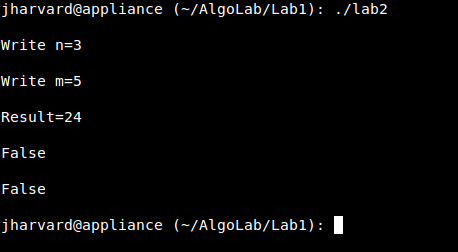 jharvard@appliance (~/AlgoLab/Lab1): ./lab2
Write n=3
Write m=5
Result=24
False
False
jharvard@appliance (~/AlgoLab/Lab1):